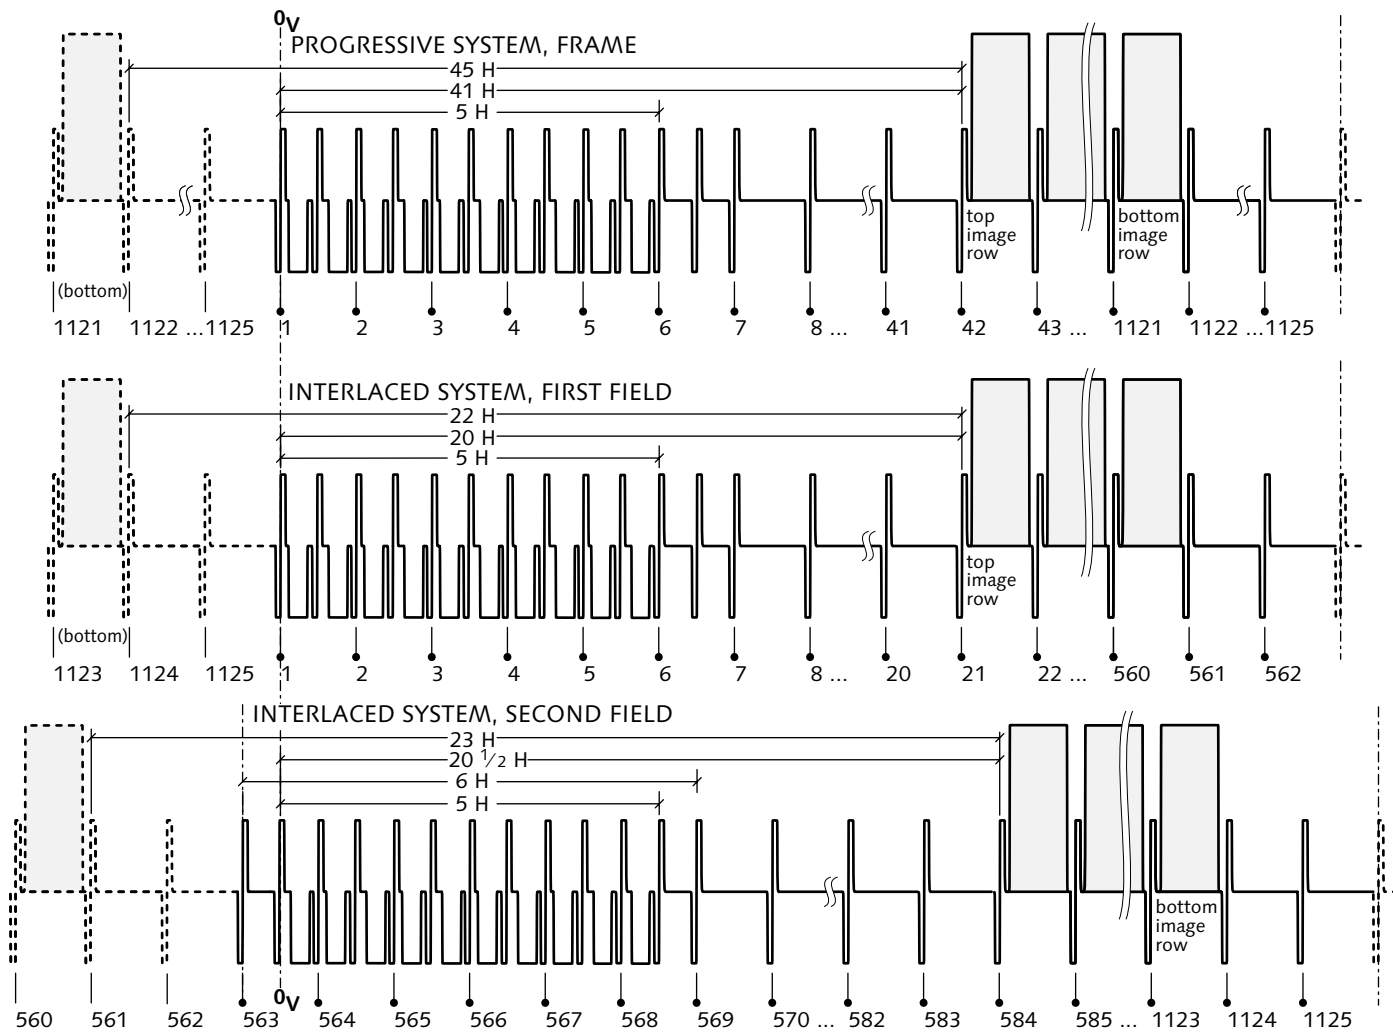 0V
PROGRESSIVE SYSTEM, FRAME
45 H
41 H
5 H
top
image
row
bottom
image
row
(bottom)
1121 1122 ...1125 1 2 3 4 5 6 7 8 ... 41 42 43 ... 1121 1122 ...1125
INTERLACED SYSTEM, FIRST FIELD
22 H
20 H
5 H
top
image
row
(bottom)
1123 1124 1125 1 2 3 4 5 6 7 8 ... 20 21 22 ... 560 561 562
INTERLACED SYSTEM, SECOND FIELD
23 H
20 1/2 H
6 H
5 H
bottom
image
row
0V
560 561 562 563 564 565 566 567 568 569 570 ... 582 583 584 585 ... 1123 1124 1125